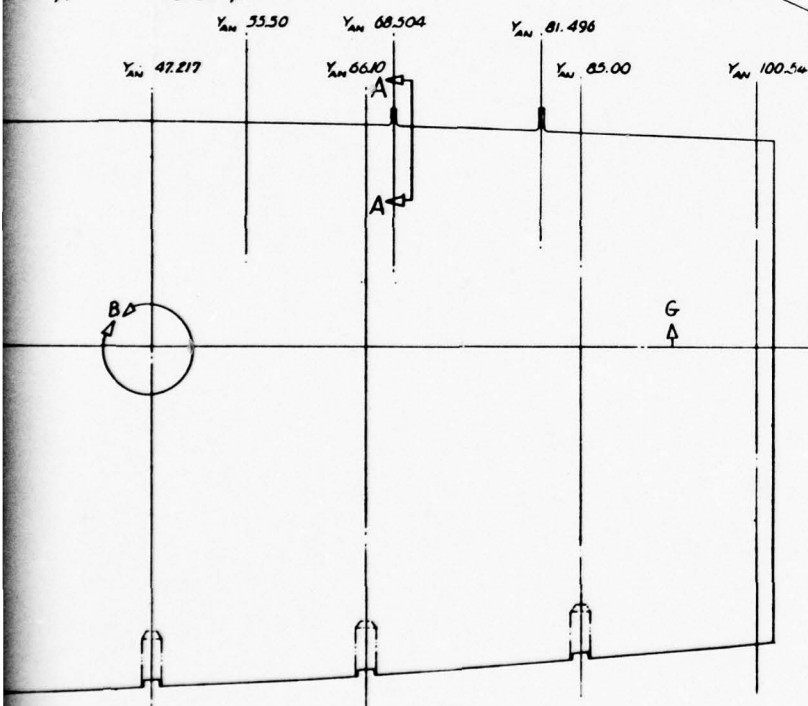 Y_AN 55.50
Y_AN 68.504
Y_AN 81.496
Y_AN 47.217
Y_AN 66.10
Y_AN 85.00
Y_AN 100.54
A
A
B
G